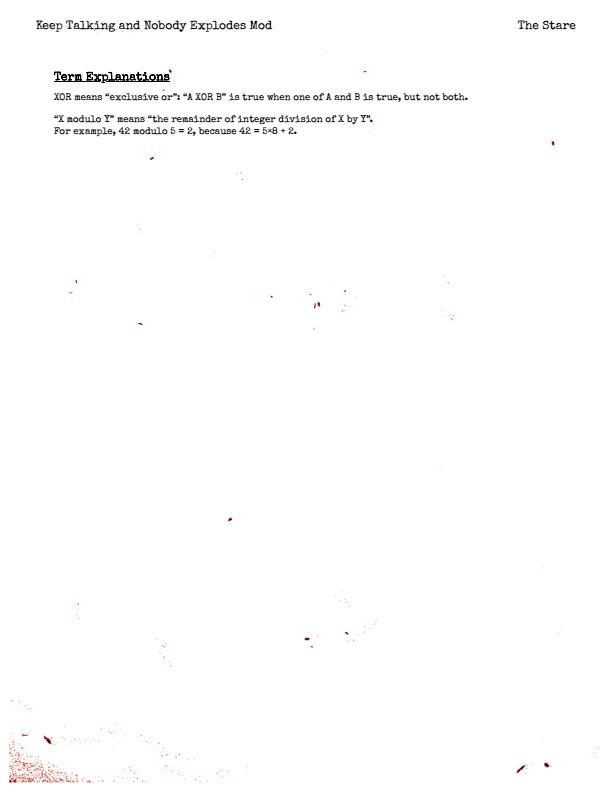 Keep Talking and Nobody Explodes Mod
The Stare
Term Explanations
XOR means “exclusive or”: “A XOR B” is true when one of A and B is true, but not both.
“X modulo Y” means “the remainder of integer division of X by Y”.
For example, 42 modulo 5 = 2, because 42 = 5×8 + 2.